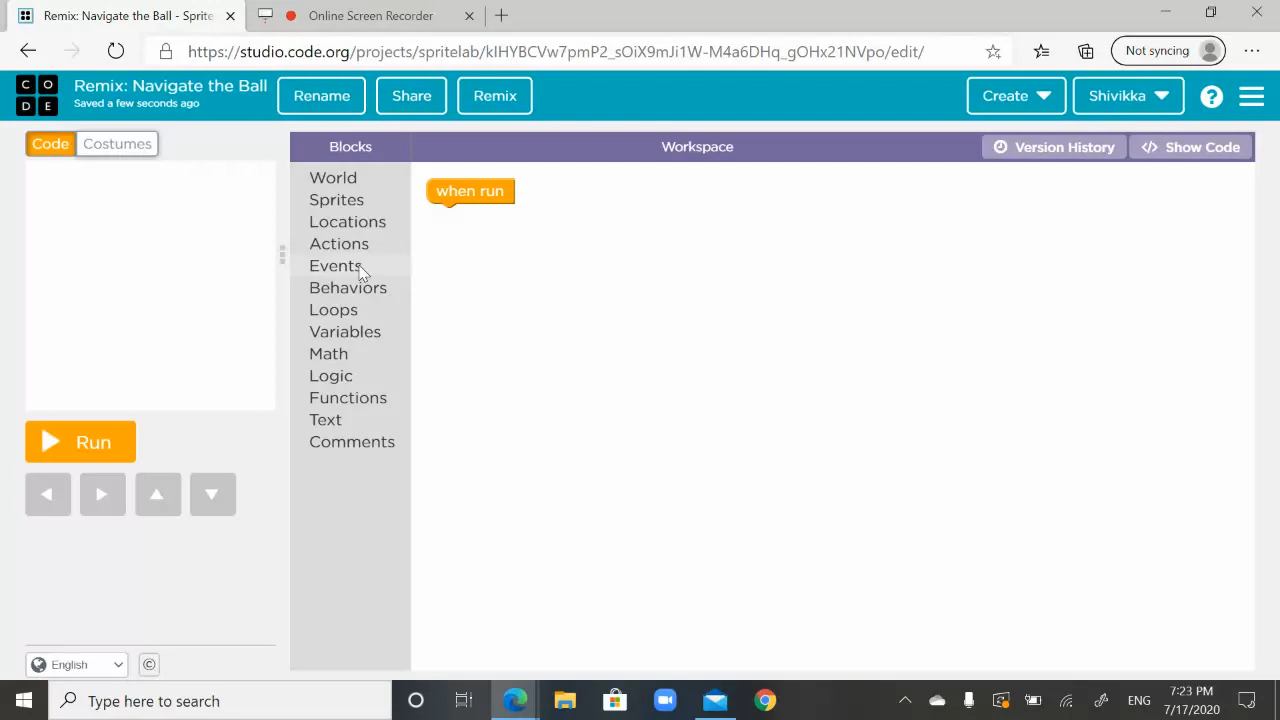 Remix: Navigate the Ball - Sprite
Online Screen Recorder
https://studio.code.org/projects/spritelab/kIHYBCVw7pmP2_sOiX9mJi1W-M4a6DHq_gOHx21NVpo/edit/
Not syncing
C O
D E
Remix: Navigate the Ball
Saved a few seconds ago
Rename
Share
Remix
Create
Shivikka
?
Code
Costumes
Blocks
Workspace
Version History
</> Show Code
World
Sprites
Locations
Actions
Events
Behaviors
Loops
Variables
Math
Logic
Functions
Text
Comments
when run
Run
English
©
Type here to search
ENG
7:23 PM
7/17/2020